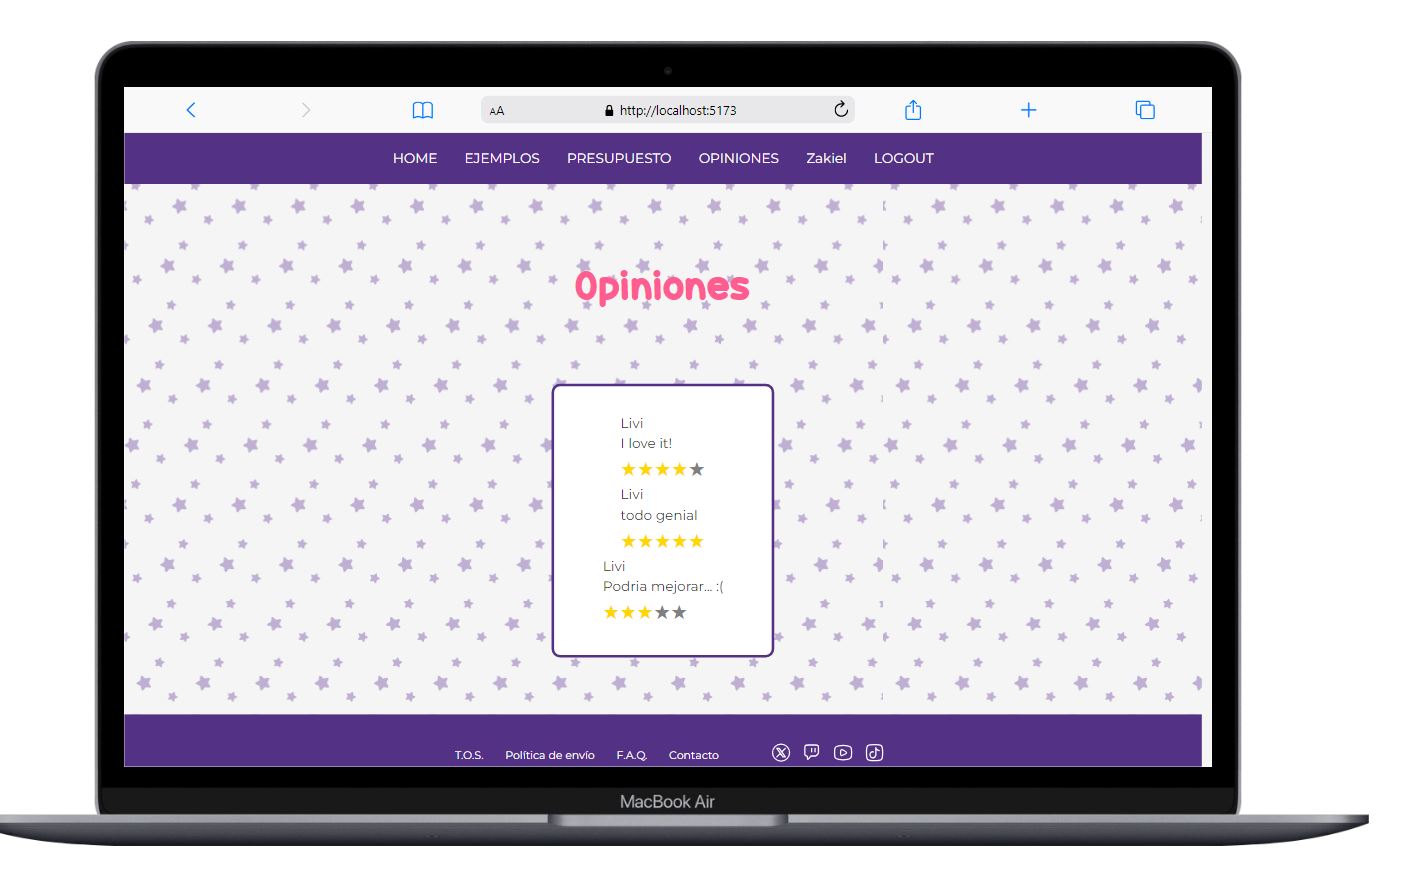 AA http://localhost:5173
HOME EJEMPLOS PRESUPUESTO OPINIONES Zakiel LOGOUT
Opiniones
Livi
I love it!
Livi
todo genial
Livi
Podria mejorar... :(
T.O.S. Política de envío F.A.Q. Contacto
MacBook Air